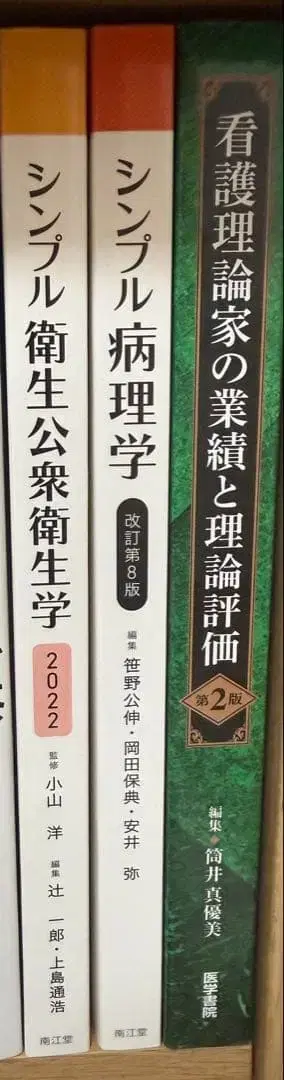 シンプル衛生公衆衛生学
2022
監修 小山 洋
編集 辻 一郎・上島通浩
南江堂
シンプル病理学
改訂第8版
編集 笹野公伸・岡田保典・安井 弥
南江堂
看護理論家の業績と理論評価
第2版
編集 筒井真優美
医学書院